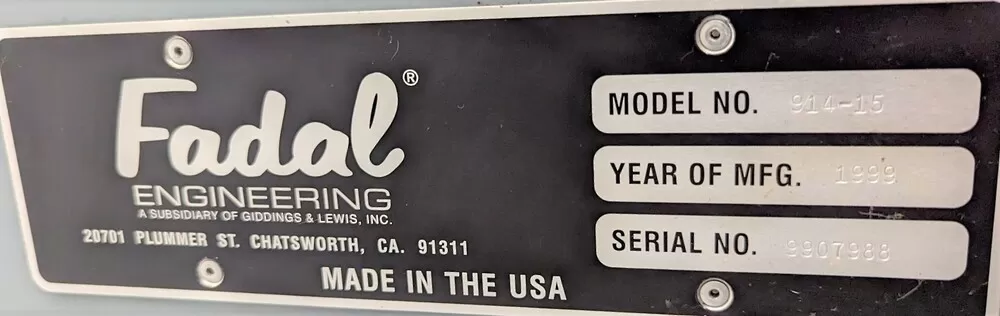 Fadal®
ENGINEERING
A SUBSIDIARY OF GIDDINGS & LEWIS, INC.
20701 PLUMMER ST. CHATSWORTH, CA. 91311
MADE IN THE USA
MODEL NO. 914-15
YEAR OF MFG. 1999
SERIAL NO. 9907988